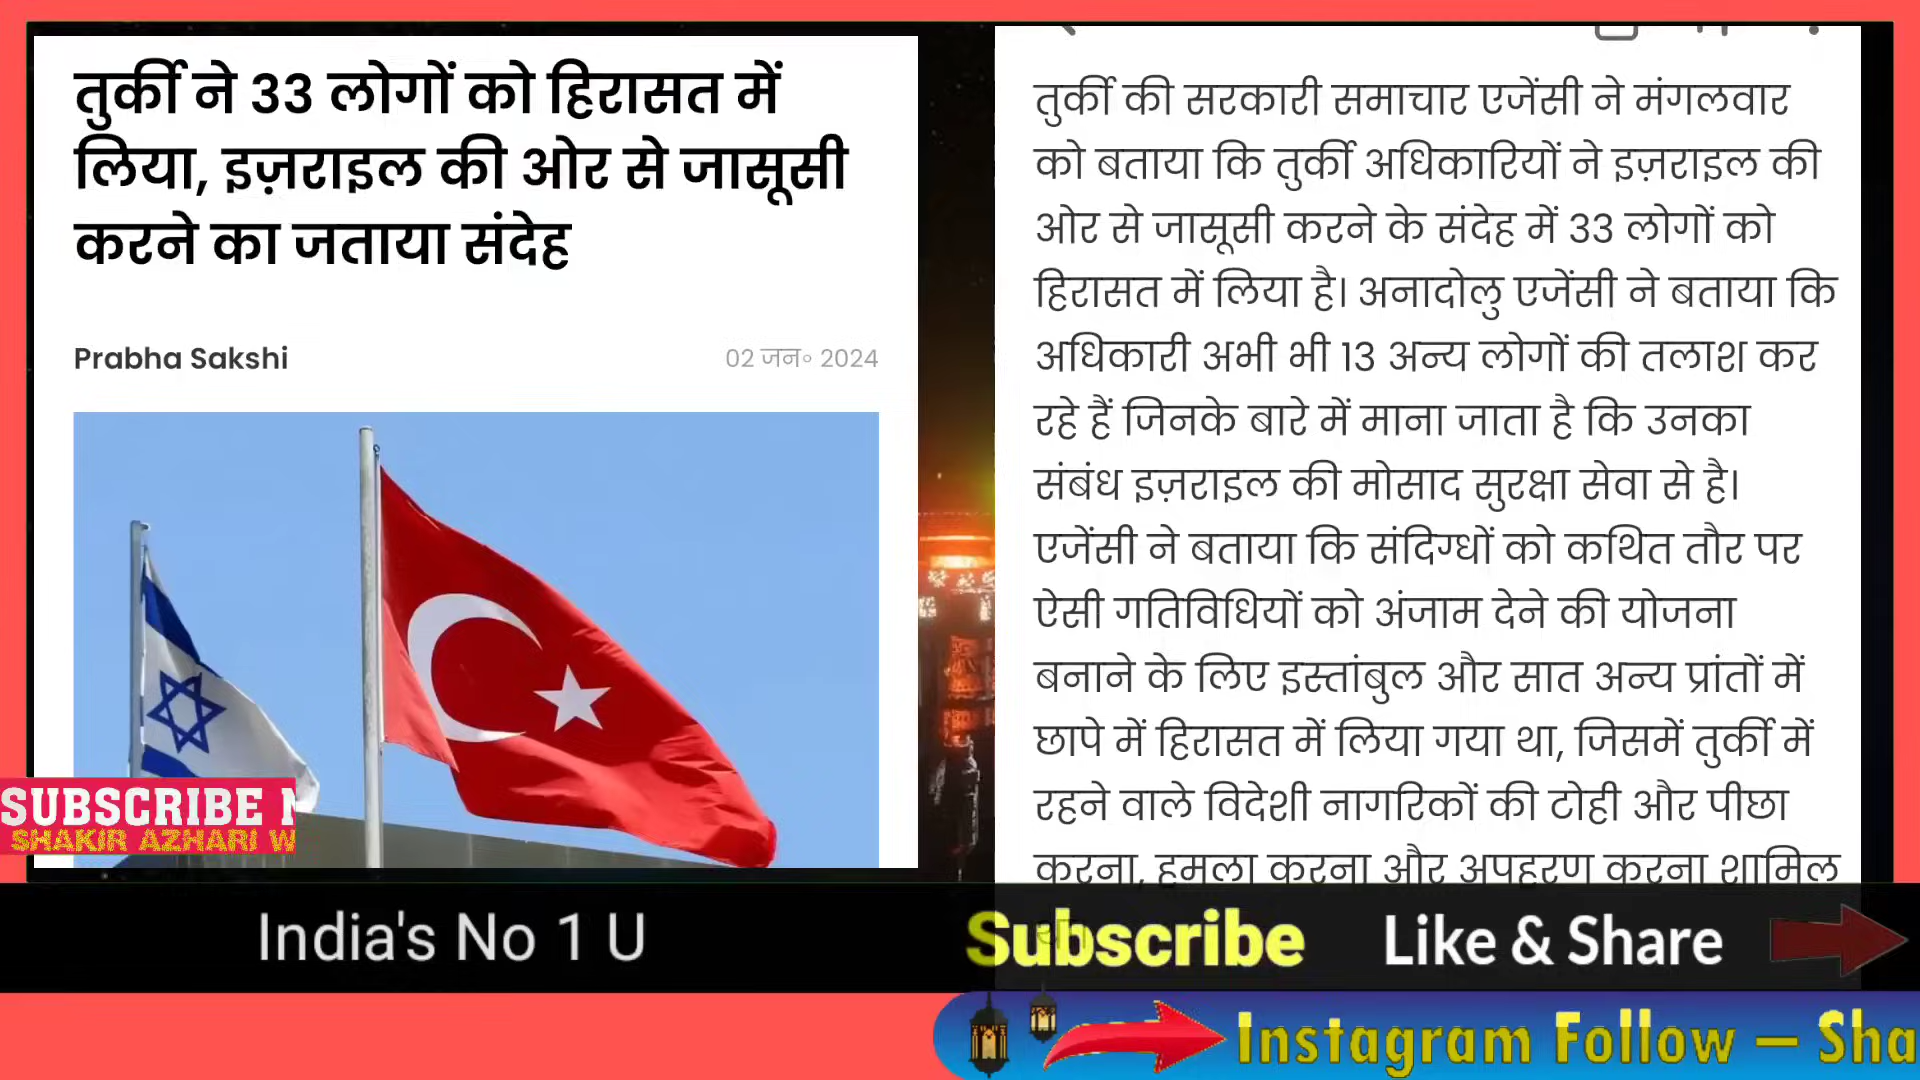 तुर्की ने 33 लोगों को हिरासत में
लिया, इज़राइल की ओर से जासूसी
करने का जताया संदेह
Prabha Sakshi
02 जन॰ 2024
तुर्की की सरकारी समाचार एजेंसी ने मंगलवार
को बताया कि तुर्की अधिकारियों ने इज़राइल की
ओर से जासूसी करने के संदेह में 33 लोगों को
हिरासत में लिया है। अनादोलु एजेंसी ने बताया कि
अधिकारी अभी भी 13 अन्य लोगों की तलाश कर
रहे हैं जिनके बारे में माना जाता है कि उनका
संबंध इज़राइल की मोसाद सुरक्षा सेवा से है।
एजेंसी ने बताया कि संदिग्धों को कथित तौर पर
ऐसी गतिविधियों को अंजाम देने की योजना
बनाने के लिए इस्तांबुल और सात अन्य प्रांतों में
छापे में हिरासत में लिया गया था, जिसमें तुर्की में
रहने वाले विदेशी नागरिकों की टोही और पीछा
करना, हमला करना और अपहरण करना शामिल
SUBSCRIBE
SHAKIR AZHARI W
India's No 1 U
Subscribe
Like & Share
Instagram Follow – Sha